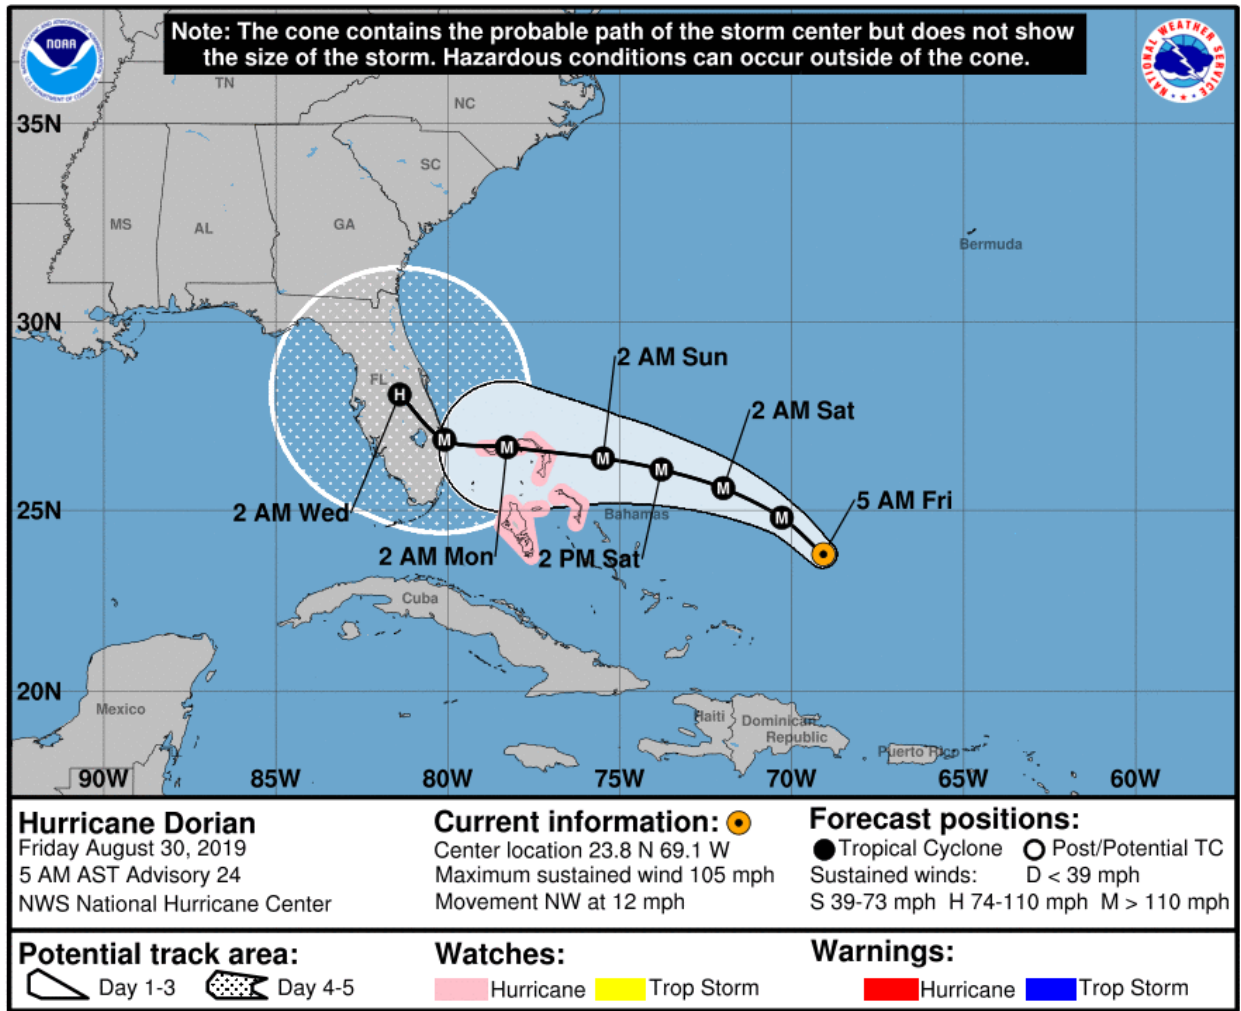 Note: The cone contains the probable path of the storm center but does not show
the size of the storm. Hazardous conditions can occur outside of the cone.
NOAA
NATIONAL WEATHER SERVICE
TN
NC
35N
SC
MS
AL
GA
Bermuda
30N
2 AM Sun
FL
H
2 AM Sat
M
M
M
M
M
M
25N
2 AM Wed
Bahamas
5 AM Fri
2 AM Mon
2 PM Sat
Cuba
20N
Mexico
Haiti
Dominican
Republic
Puerto Rico
90W
85W
80W
75W
70W
65W
60W
Hurricane Dorian
Friday August 30, 2019
5 AM AST Advisory 24
NWS National Hurricane Center
Current information:
Center location 23.8 N 69.1 W
Maximum sustained wind 105 mph
Movement NW at 12 mph
Forecast positions:
Tropical Cyclone Post/Potential TC
Sustained winds: D < 39 mph
S 39-73 mph H 74-110 mph M > 110 mph
Potential track area:
Day 1-3 Day 4-5
Watches:
Hurricane Trop Storm
Warnings:
Hurricane Trop Storm